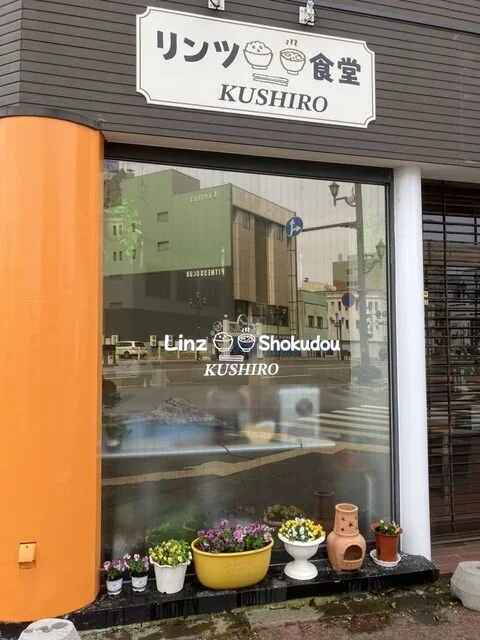 リンツ 食堂
KUSHIRO
Linz Shokudou
KUSHIRO